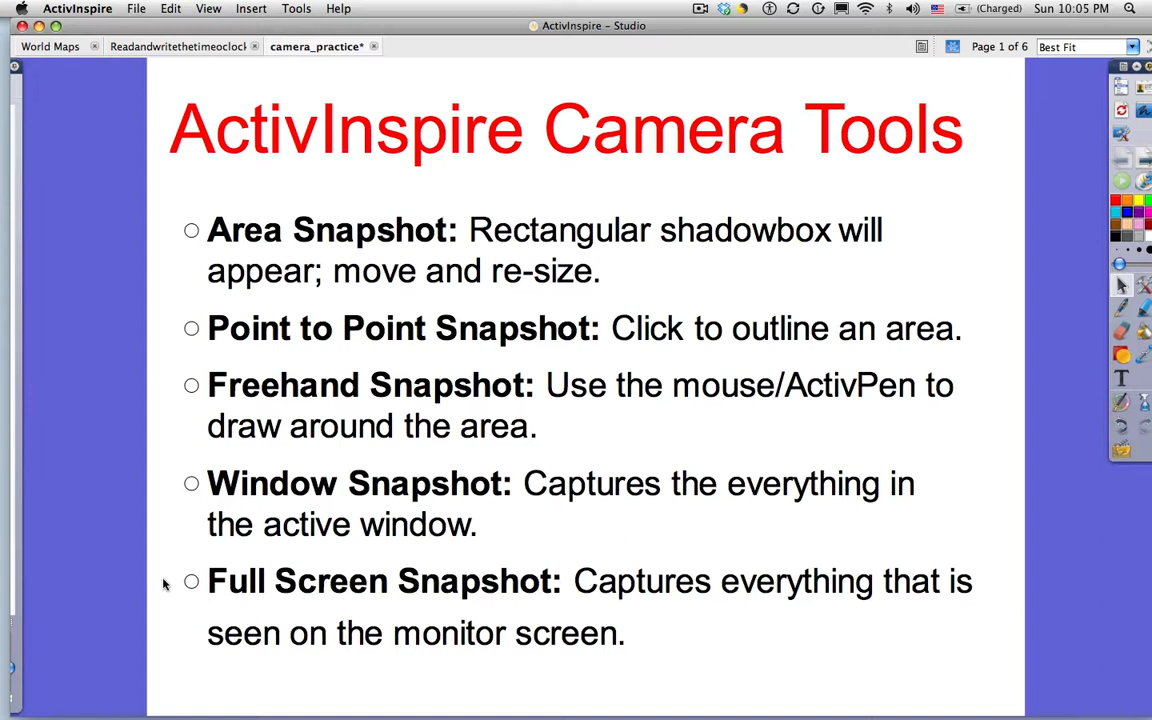 ActivInspire File Edit View Insert Tools Help (Charged) Sun 10:05 PM
ActivInspire – Studio
World Maps Readandwritethetimeoclock camera_practice* Page 1 of 6 Best Fit
ActivInspire Camera Tools
Area Snapshot: Rectangular shadowbox will
appear; move and re-size.
Point to Point Snapshot: Click to outline an area.
Freehand Snapshot: Use the mouse/ActivPen to
draw around the area.
Window Snapshot: Captures the everything in
the active window.
Full Screen Snapshot: Captures everything that is
seen on the monitor screen.
T